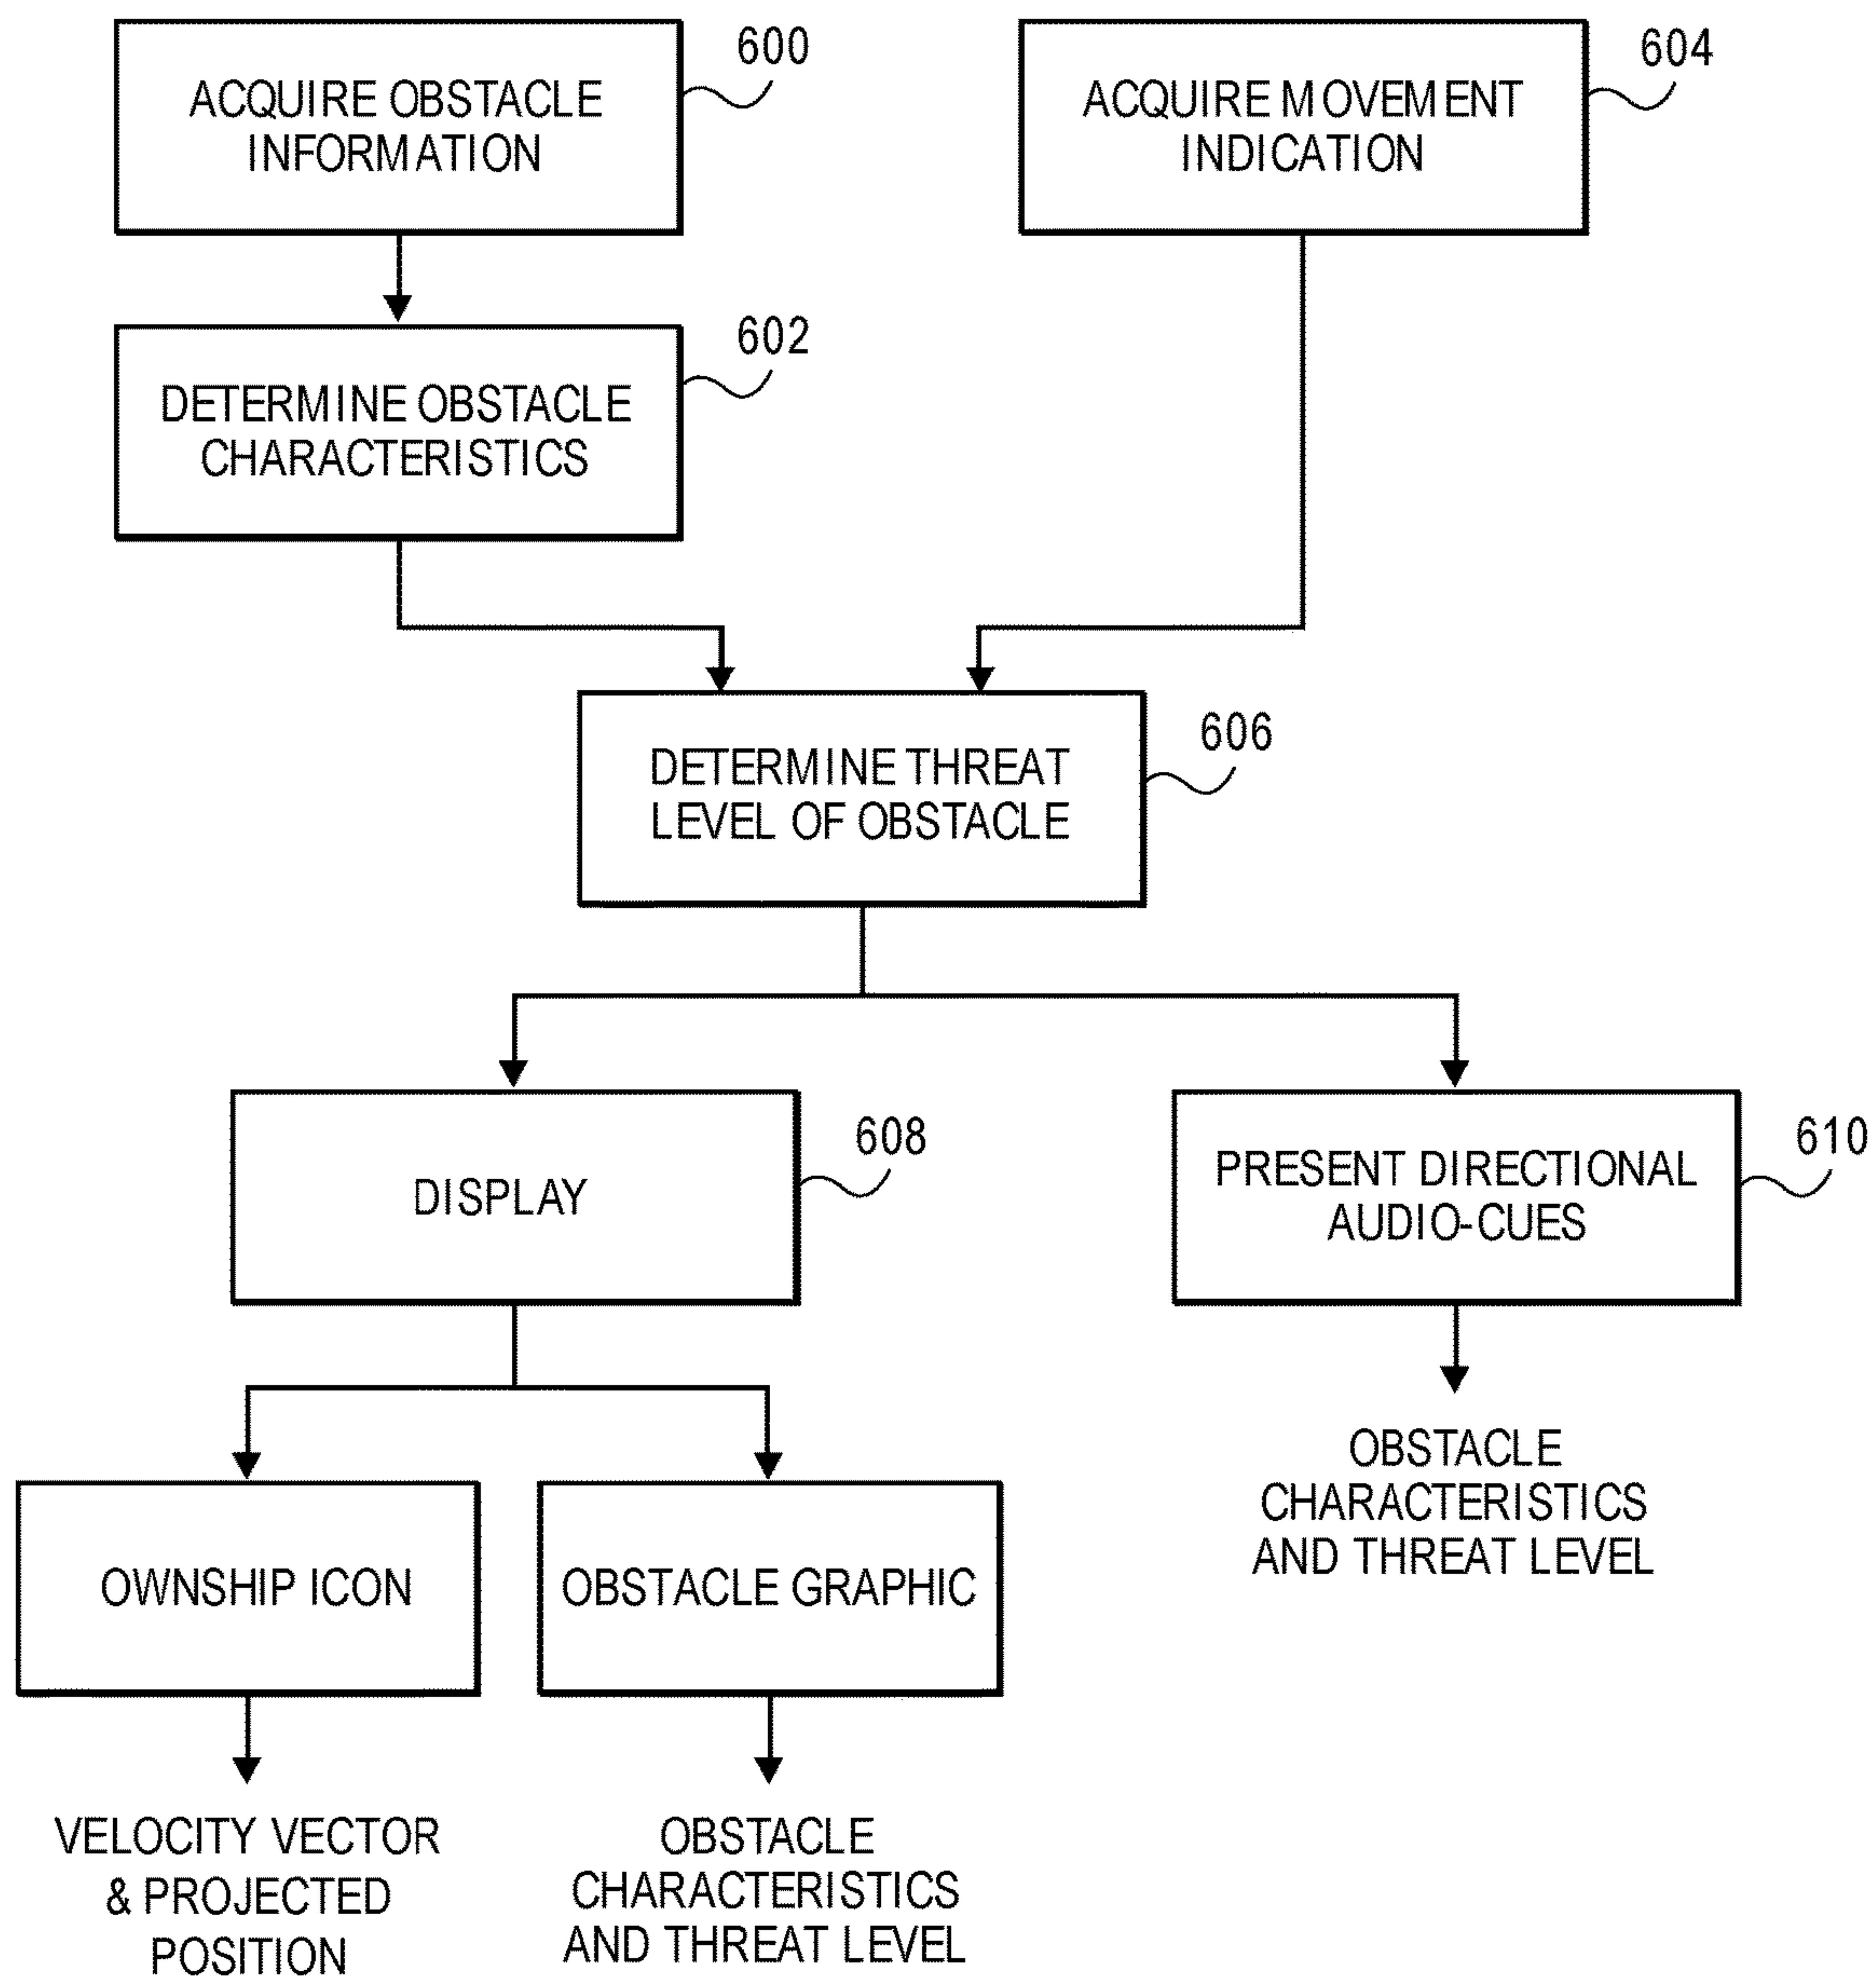 600
ACQUIRE OBSTACLE
INFORMATION
604
ACQUIRE MOVEMENT
INDICATION
602
DETERMINE OBSTACLE
CHARACTERISTICS
606
DETERMINE THREAT
LEVEL OF OBSTACLE
608
DISPLAY
610
PRESENT DIRECTIONAL
AUDIO-CUES
OBSTACLE
CHARACTERISTICS
AND THREAT LEVEL
OWNSHIP ICON
OBSTACLE GRAPHIC
VELOCITY VECTOR
& PROJECTED
POSITION
OBSTACLE
CHARACTERISTICS
AND THREAT LEVEL